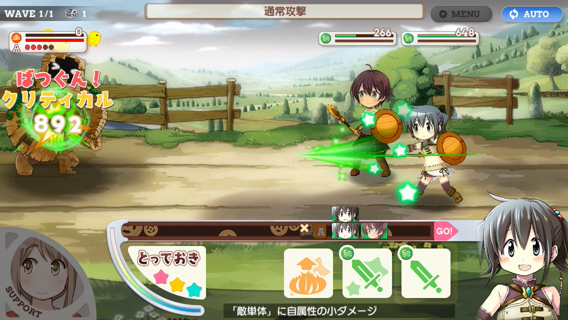 WAVE 1/1
1
通常攻撃
MENU
AUTO
0
A
266
648
ばつぐん!
クリティカル
892
GO!
とっておき
SUPPORT
「敵単体」に自属性の小ダメージ